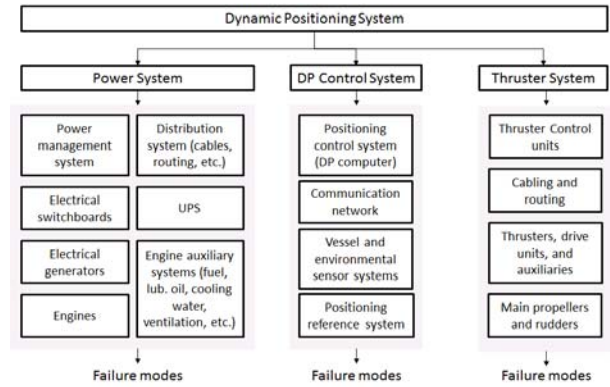 Dynamic Positioning System
Power System
DP Control System
Thruster System
Power
management
system
Distribution
system (cables,
routing, etc.)
Electrical
switchboards
UPS
Electrical
generators
Engine auxiliary
systems (fuel,
lub. oil, cooling
water,
ventilation, etc.)
Engines
Positioning
control system
(DP computer)
Communication
network
Vessel and
environmental
sensor systems
Positioning
reference system
Thruster Control
units
Cabling and
routing
Thrusters, drive
units, and
auxiliaries
Main propellers
and rudders
Failure modes
Failure modes
Failure modes